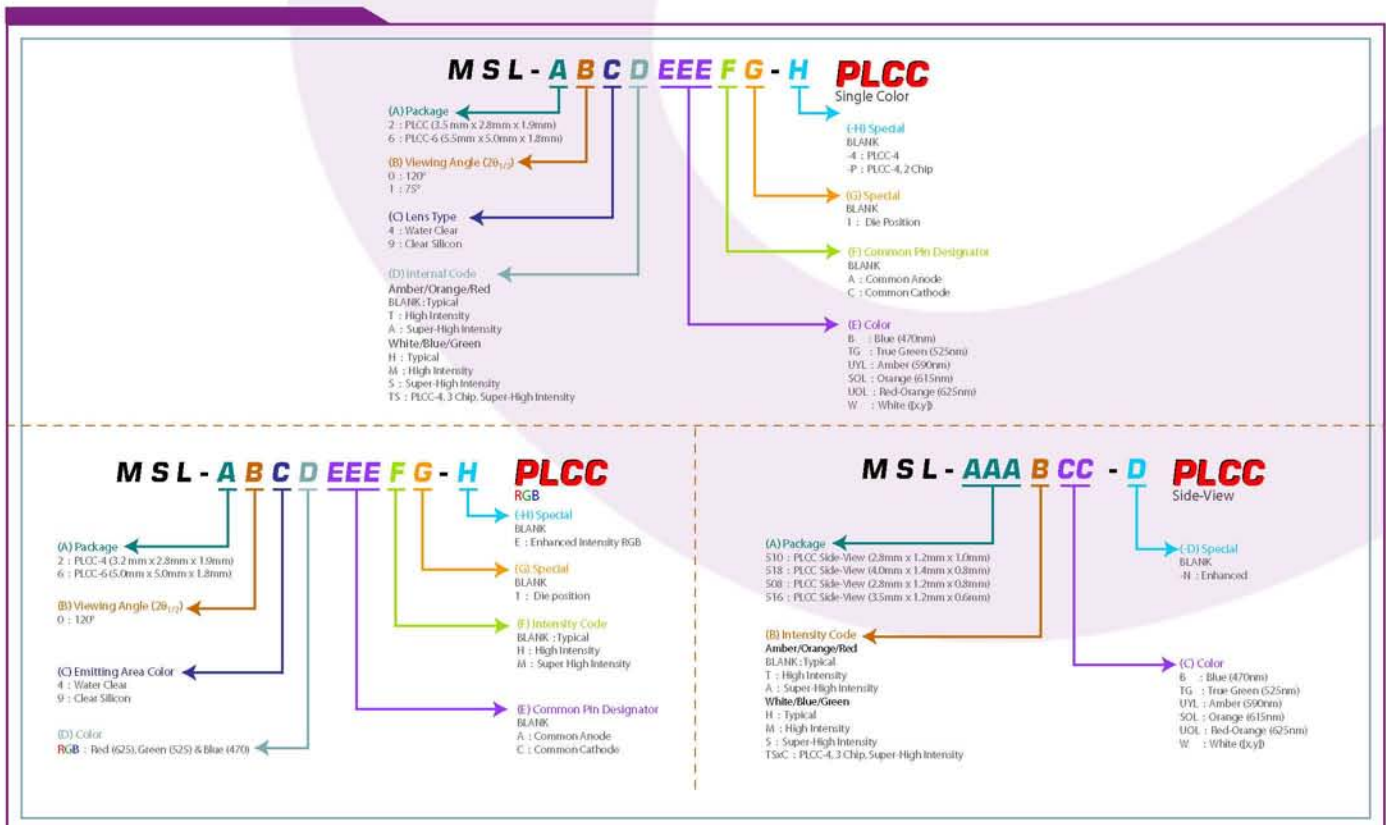 MSL-ABCDEEEFG-H PLCC
Single Color
(A) Package
2 : PLCC (3.5 mm x 2.8mm x 1.9mm)
6 : PLCC-6 (5.5mm x 5.0mm x 1.8mm)
(B) Viewing Angle (2θ1/2)
0 : 120°
1 : 75°
(C) Lens Type
4 : Water Clear
9 : Clear Silicon
(D) Internal Code
Amber/Orange/Red
BLANK : Typical
T : High Intensity
A : Super-High Intensity
White/Blue/Green
H : Typical
M : High Intensity
S : Super-High Intensity
TS : PLCC-4, 3 Chip, Super-High Intensity
(-H) Special
BLANK
-4 : PLCC-4
-P : PLCC-4, 2 Chip
(G) Special
BLANK
1 : Die Position
(F) Common Pin Designator
BLANK
A : Common Anode
C : Common Cathode
(E) Color
B : Blue (470nm)
TG : True Green (525nm)
UYL : Amber (590nm)
SOL : Orange (615nm)
UOL : Red-Orange (625nm)
W : White ([x,y])
MSL-ABCDEEEFG-H PLCC
RGB
(A) Package
2 : PLCC-4 (3.2 mm x 2.8mm x 1.9mm)
6 : PLCC-6 (5.0mm x 5.0mm x 1.8mm)
(B) Viewing Angle (2θ1/2)
0 : 120°
(C) Emitting Area Color
4 : Water Clear
9 : Clear Silicon
(D) Color
RGB : Red (625), Green (525) & Blue (470)
(-H) Special
BLANK
E : Enhanced Intensity RGB
(G) Special
BLANK
1 : Die position
(F) Intensity Code
BLANK : Typical
H : High Intensity
M : Super High Intensity
(E) Common Pin Designator
BLANK
A : Common Anode
C : Common Cathode
MSL-AAABCC-D PLCC
Side-View
(A) Package
S10 : PLCC Side-View (2.8mm x 1.2mm x 1.0mm)
S18 : PLCC Side-View (4.0mm x 1.4mm x 0.8mm)
S08 : PLCC Side-View (2.8mm x 1.2mm x 0.8mm)
S16 : PLCC Side-View (3.5mm x 1.2mm x 0.6mm)
(B) Intensity Code
Amber/Orange/Red
BLANK : Typical
T : High Intensity
A : Super-High Intensity
White/Blue/Green
H : Typical
M : High Intensity
S : Super-High Intensity
TSxC : PLCC-4, 3 Chip, Super-High Intensity
(-D) Special
BLANK
-N : Enhanced
(C) Color
B : Blue (470nm)
TG : True Green (525nm)
UYL : Amber (590nm)
SOL : Orange (615nm)
UOL : Red-Orange (625nm)
W : White ([x,y])